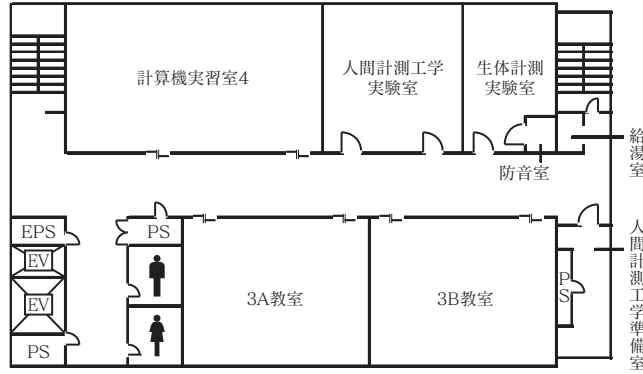 計算機実習室4
人間計測工学
実験室
生体計測
実験室
防音室
給湯室
EPS
EV
EV
PS
PS
3A教室
3B教室
PS
人間計測工学準備室